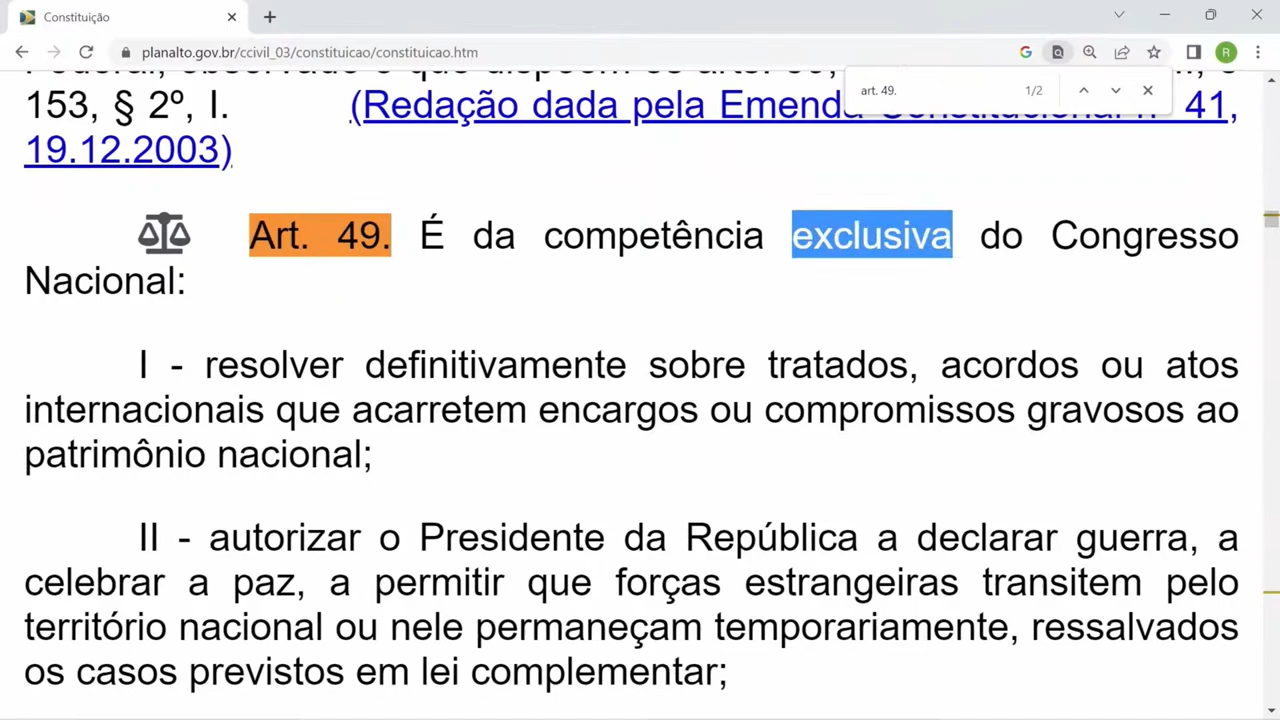 Constituição
planalto.gov.br/ccivil_03/constituicao/constituicao.htm
R
art. 49.
1/2
153, § 2º, I. (Redação dada pela Emenda Constitucional nº 41,
19.12.2003)
Art. 49. É da competência exclusiva do Congresso
Nacional:
I - resolver definitivamente sobre tratados, acordos ou atos
internacionais que acarretem encargos ou compromissos gravosos ao
patrimônio nacional;
II - autorizar o Presidente da República a declarar guerra, a
celebrar a paz, a permitir que forças estrangeiras transitem pelo
território nacional ou nele permaneçam temporariamente, ressalvados
os casos previstos em lei complementar;